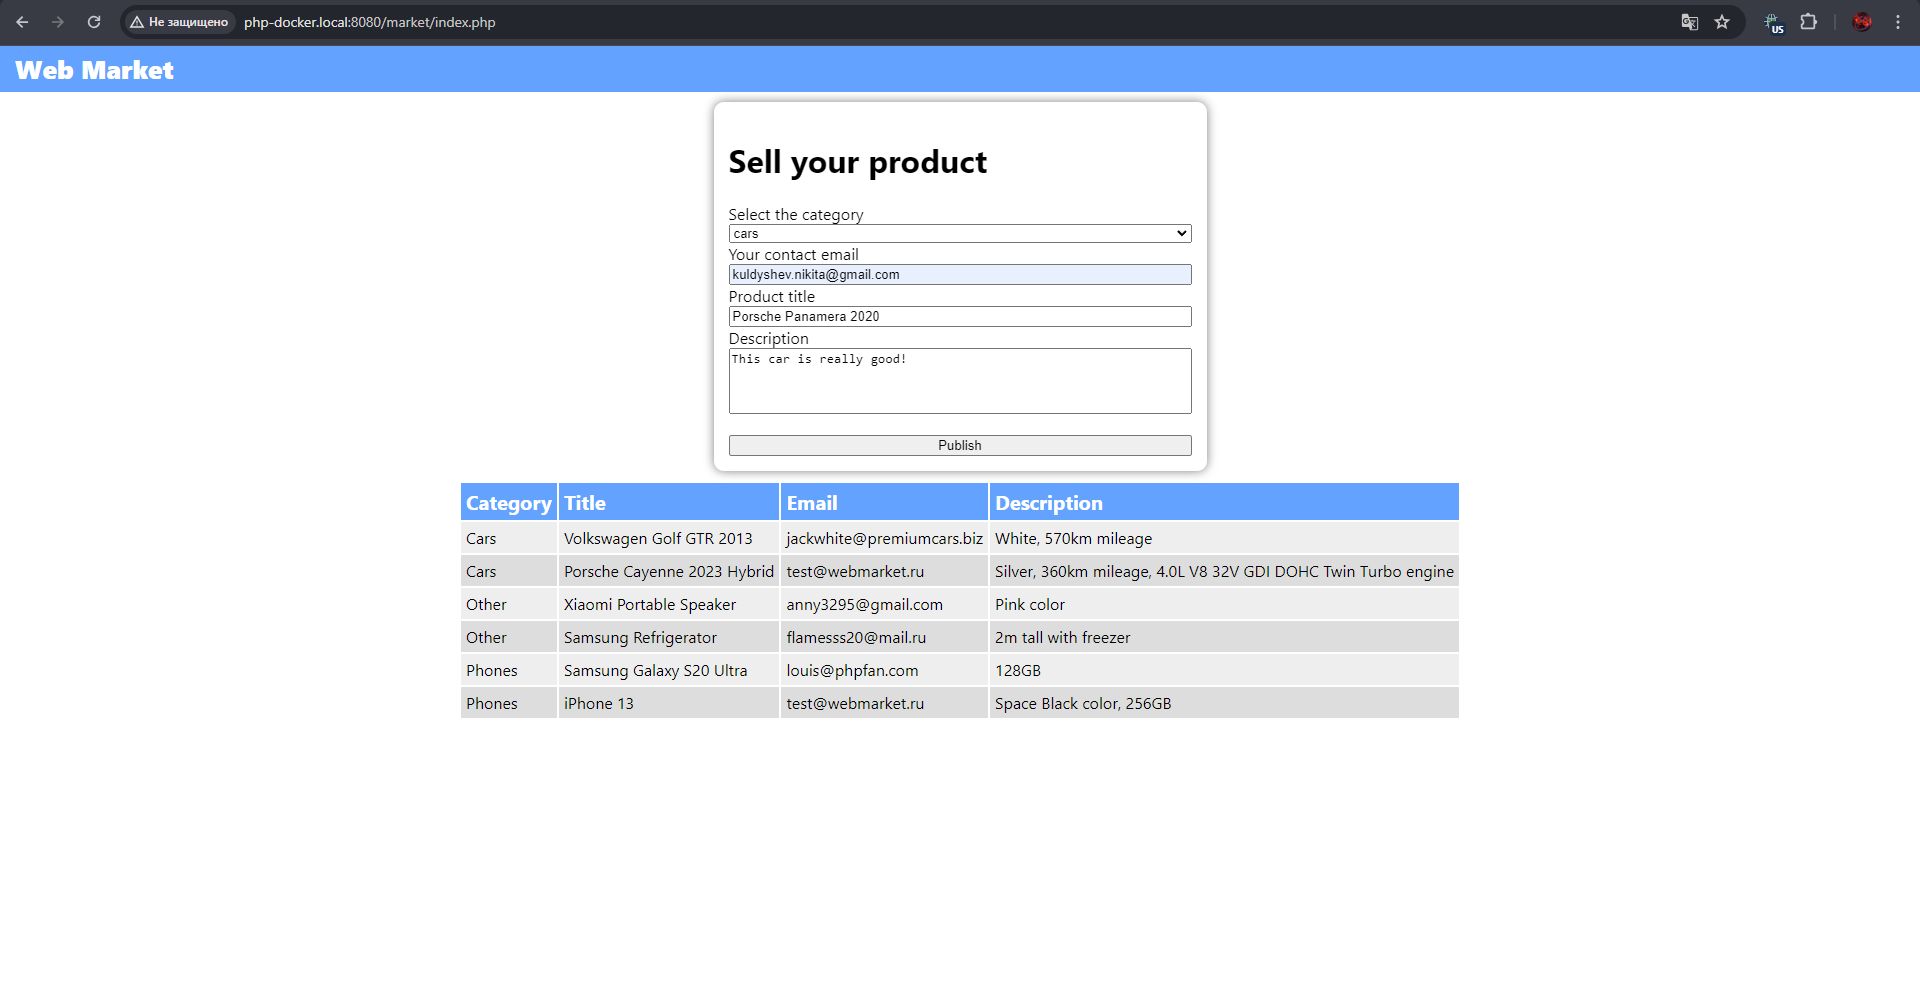 Не защищено php-docker.local:8080/market/index.php
US
Web Market
Sell your product
Select the category
cars
Your contact email
kuldyshev.nikita@gmail.com
Product title
Porsche Panamera 2020
Description
This car is really good!
Publish
Category Title Email Description
Cars Volkswagen Golf GTR 2013 jackwhite@premiumcars.biz White, 570km mileage
Cars Porsche Cayenne 2023 Hybrid test@webmarket.ru Silver, 360km mileage, 4.0L V8 32V GDI DOHC Twin Turbo engine
Other Xiaomi Portable Speaker anny3295@gmail.com Pink color
Other Samsung Refrigerator flamesss20@mail.ru 2m tall with freezer
Phones Samsung Galaxy S20 Ultra louis@phpfan.com 128GB
Phones iPhone 13 test@webmarket.ru Space Black color, 256GB